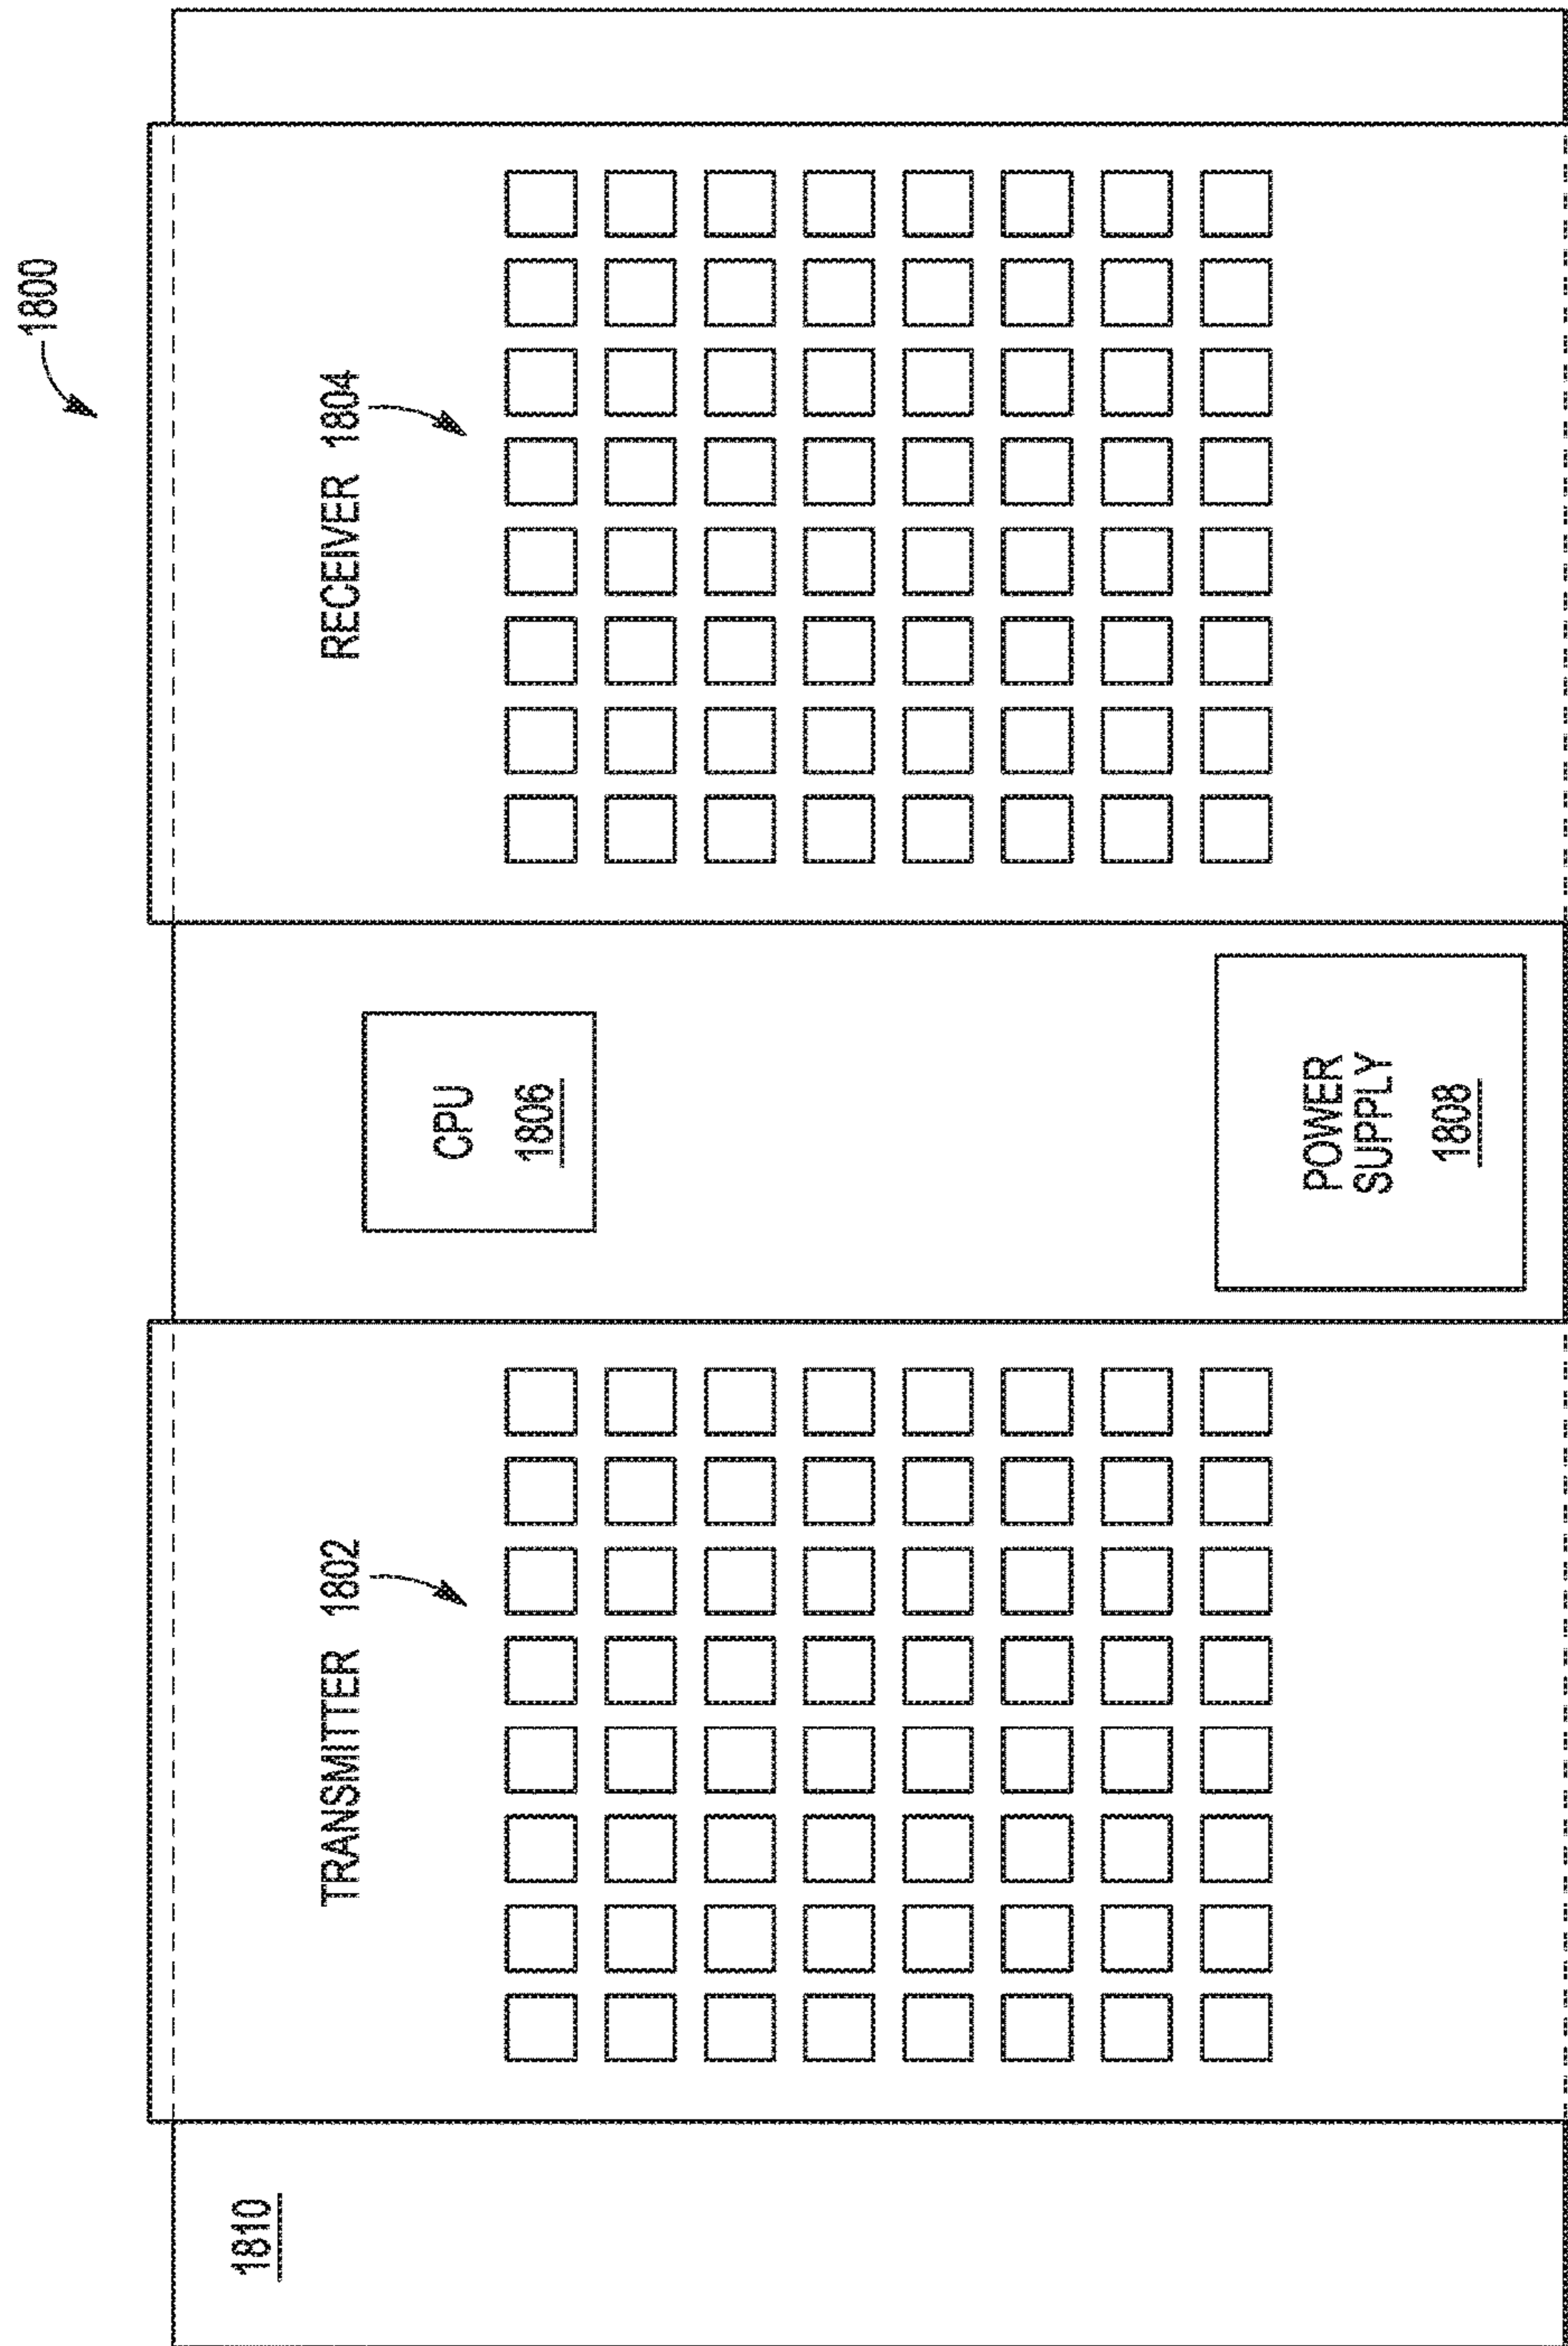 1800
1810
TRANSMITTER 1802
RECEIVER 1804
CPU
1806
POWER
SUPPLY
1808